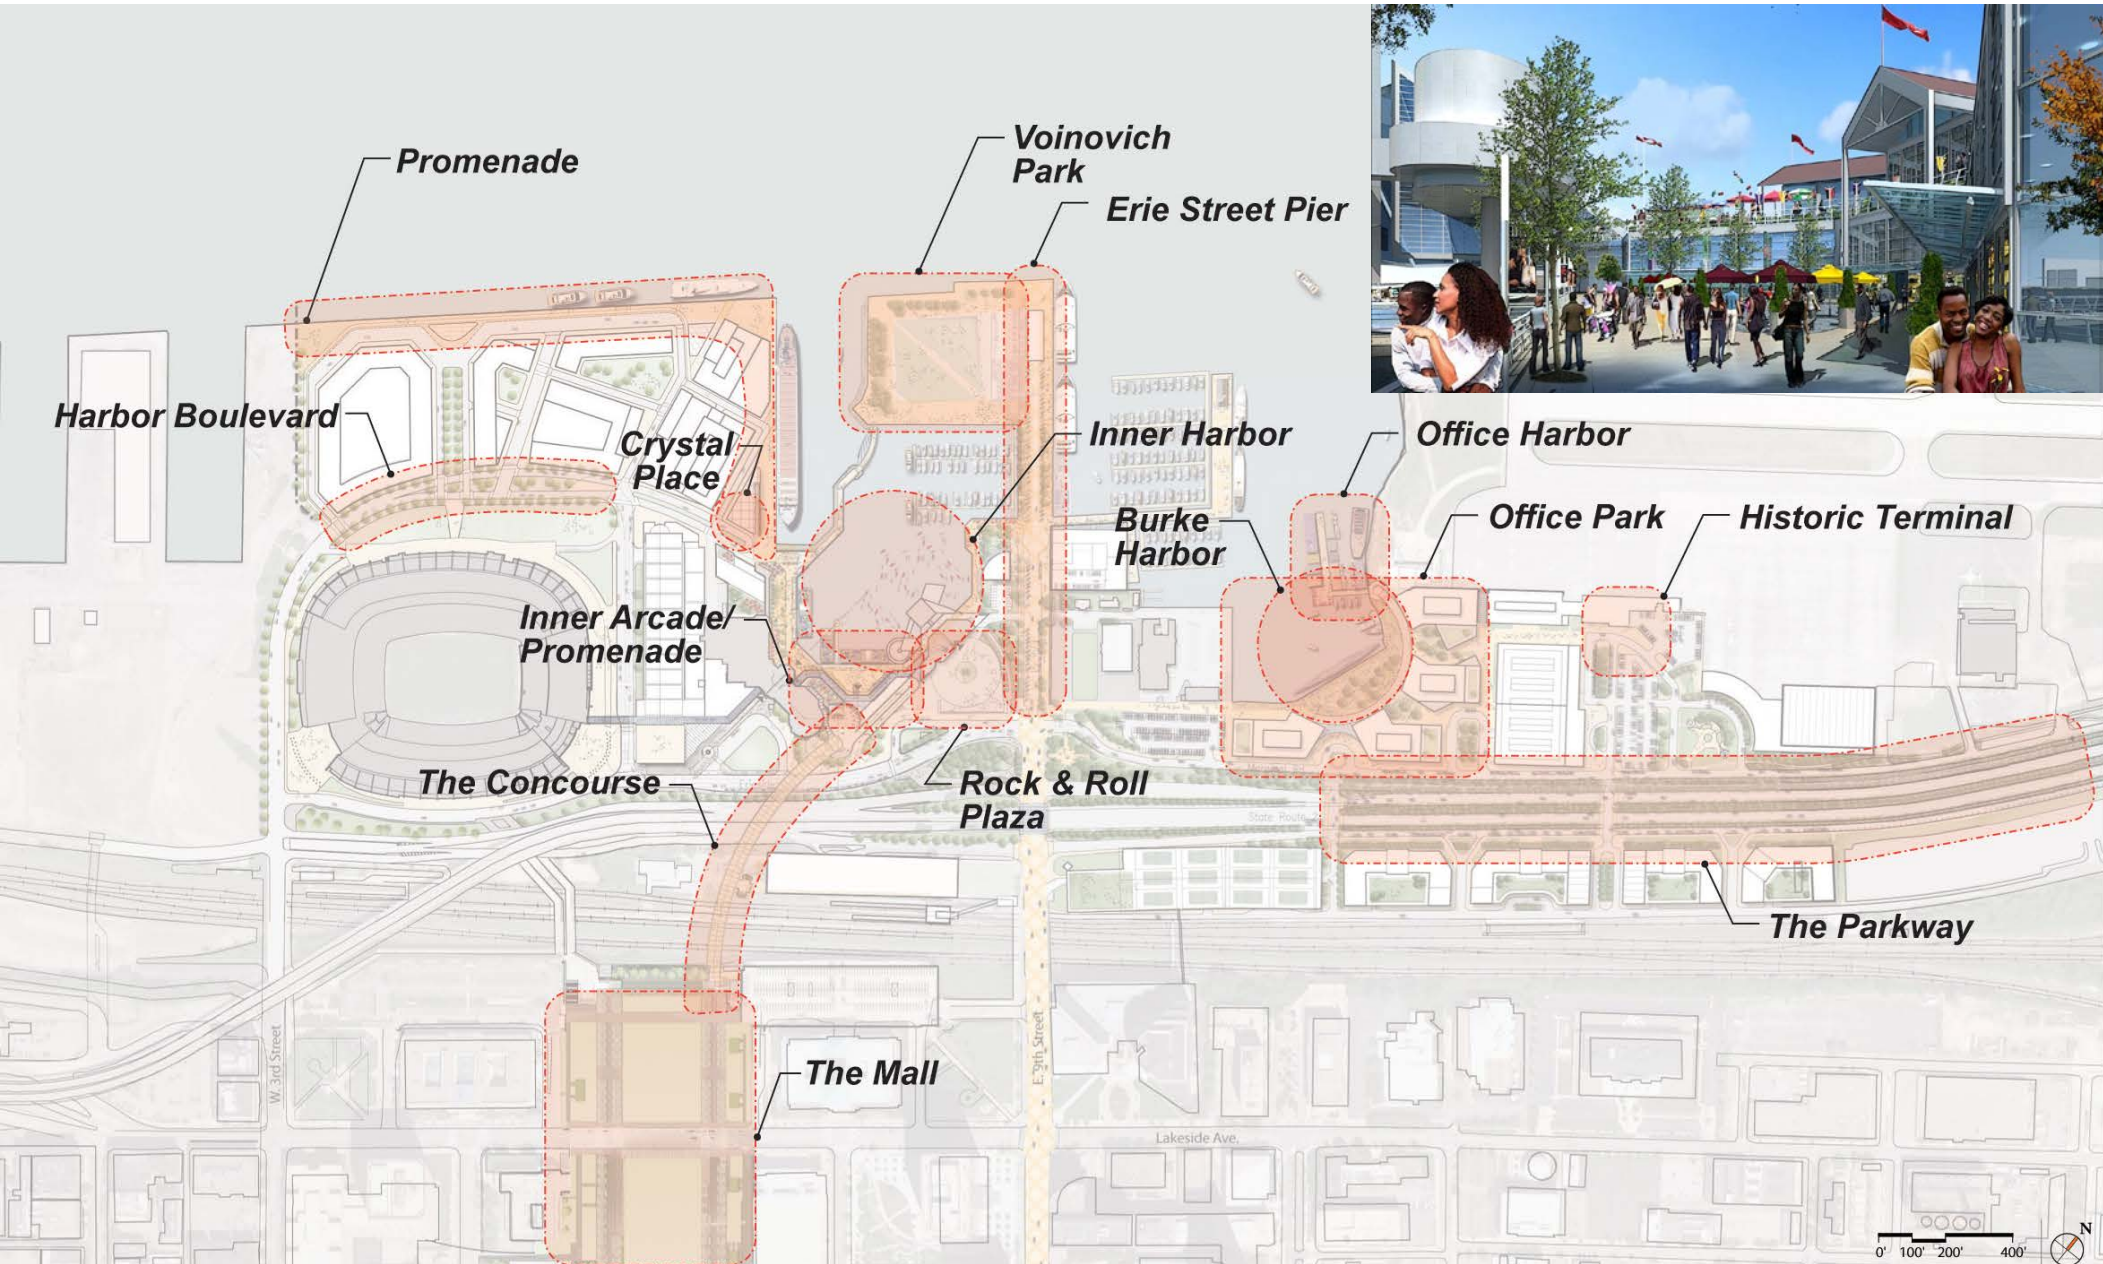 Voinovich
Park
Promenade
Erie Street Pier
Harbor Boulevard
Crystal
Place
Inner Harbor
Office Harbor
Burke
Harbor
Office Park
Historic Terminal
Inner Arcade/
Promenade
The Concourse
Rock & Roll
Plaza
State Route 2
The Parkway
W. 3rd Street
E. 9th Street
The Mall
Lakeside Ave.
N
0' 100' 200' 400'